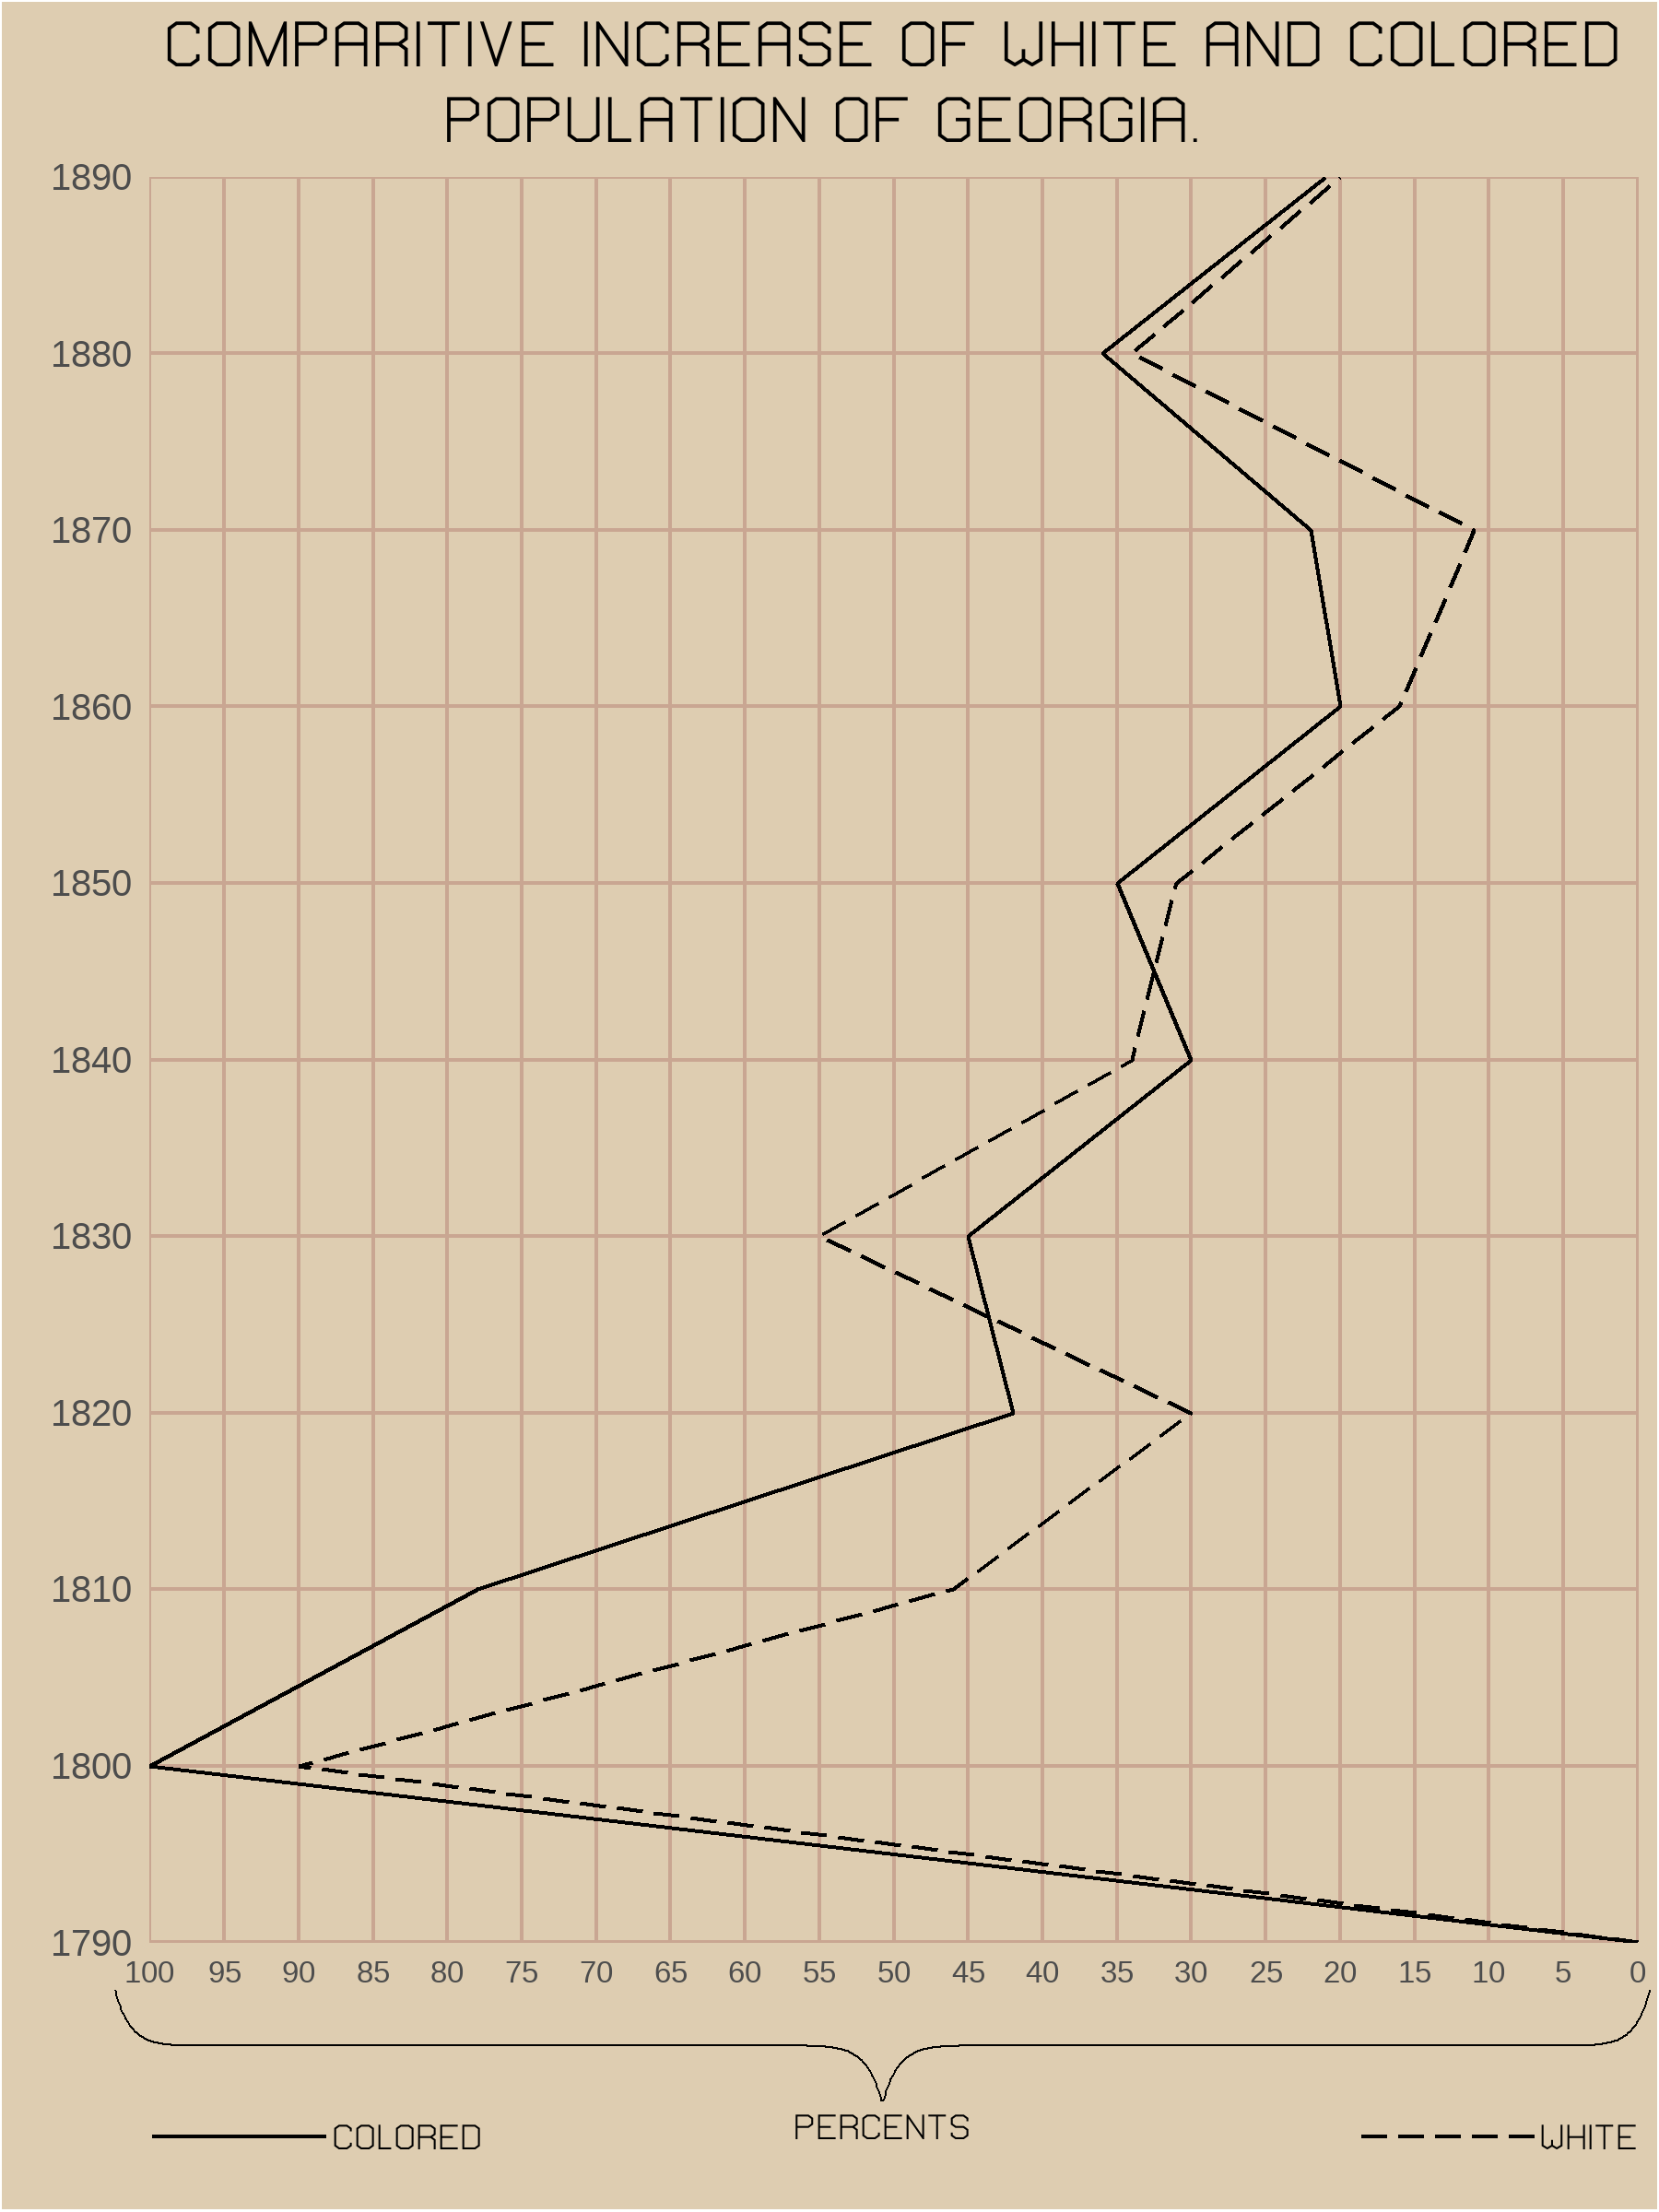 COMPARITIVE INCREASE OF WHITE AND COLORED
POPULATION OF GEORGIA.
1890
1880
1870
1860
1850
1840
1830
1820
1810
1800
1790
100 95 90 85 80 75 70 65 60 55 50 45 40 35 30 25 20 15 10 5 0
PERCENTS
COLORED
WHITE